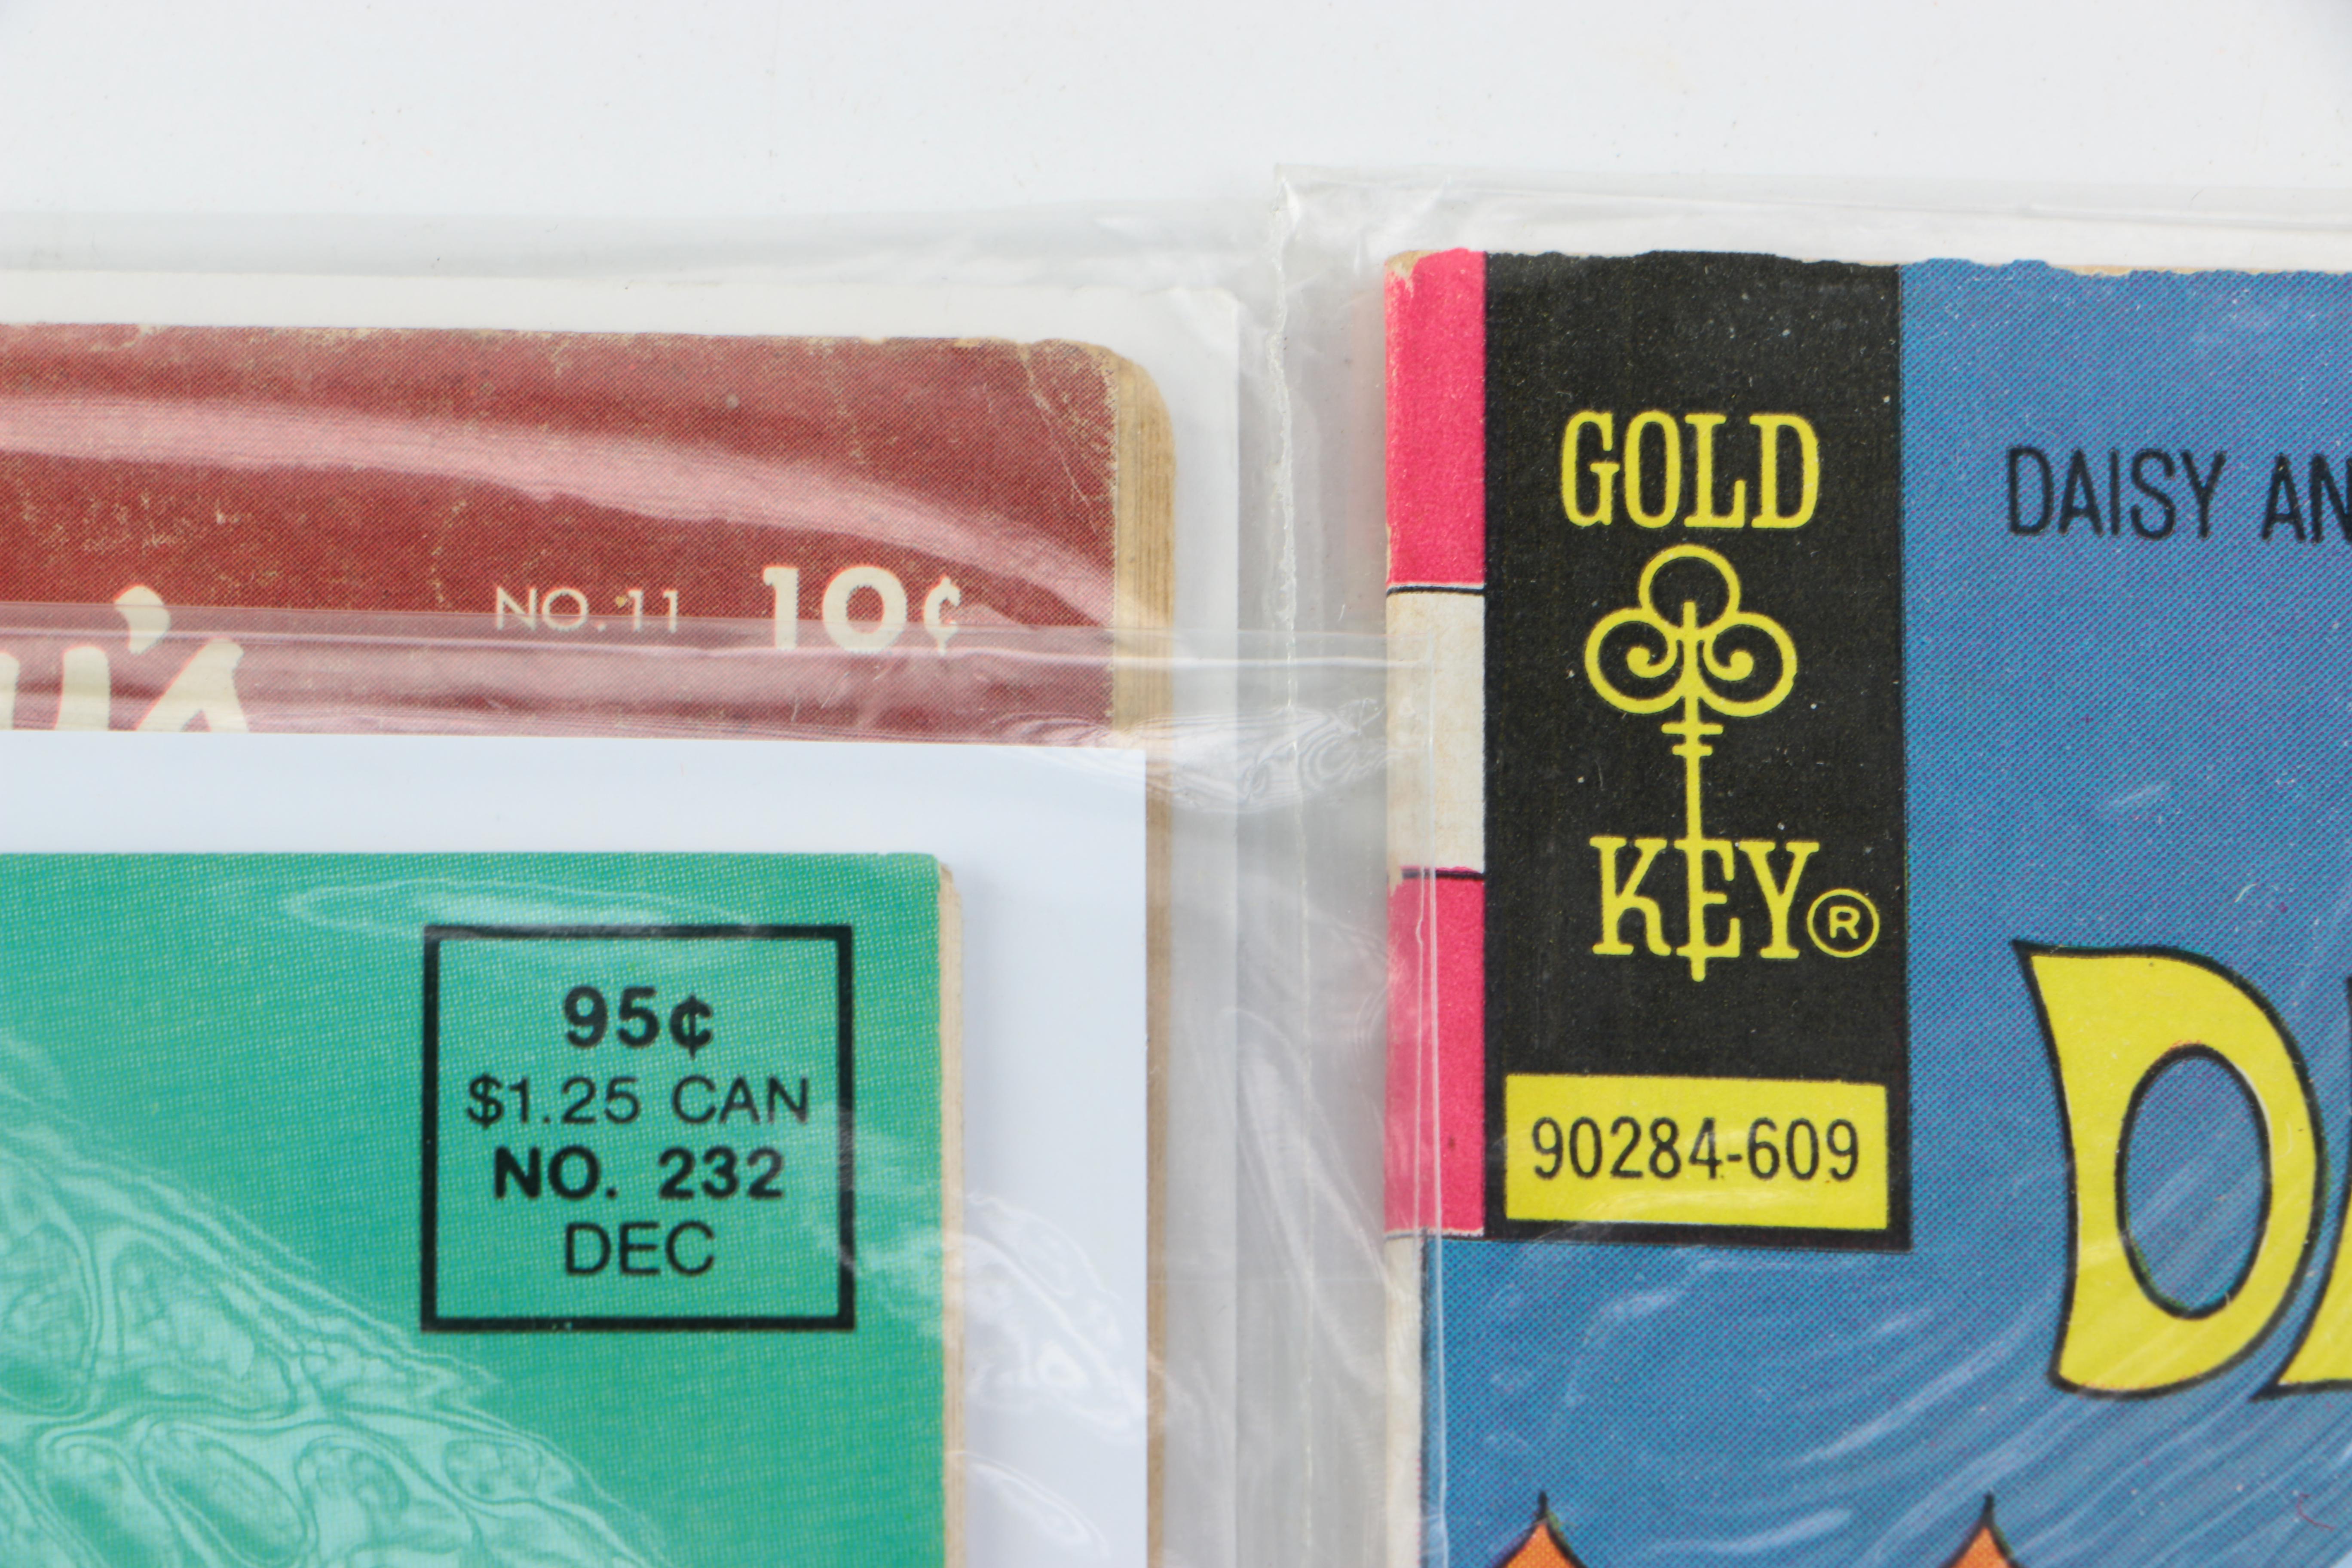 NO. 11 10¢
95¢
$1.25 CAN
NO. 232
DEC
GOLD
KEY®
90284-609
DAISY AN
D